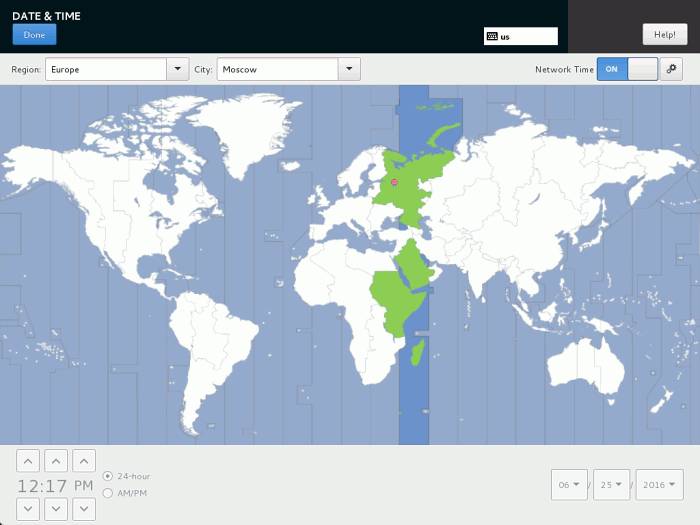 DATE & TIME
Done
us
Help!
Region: Europe City: Moscow Network Time ON
12:17 PM
24-hour
AM/PM
06 / 25 / 2016